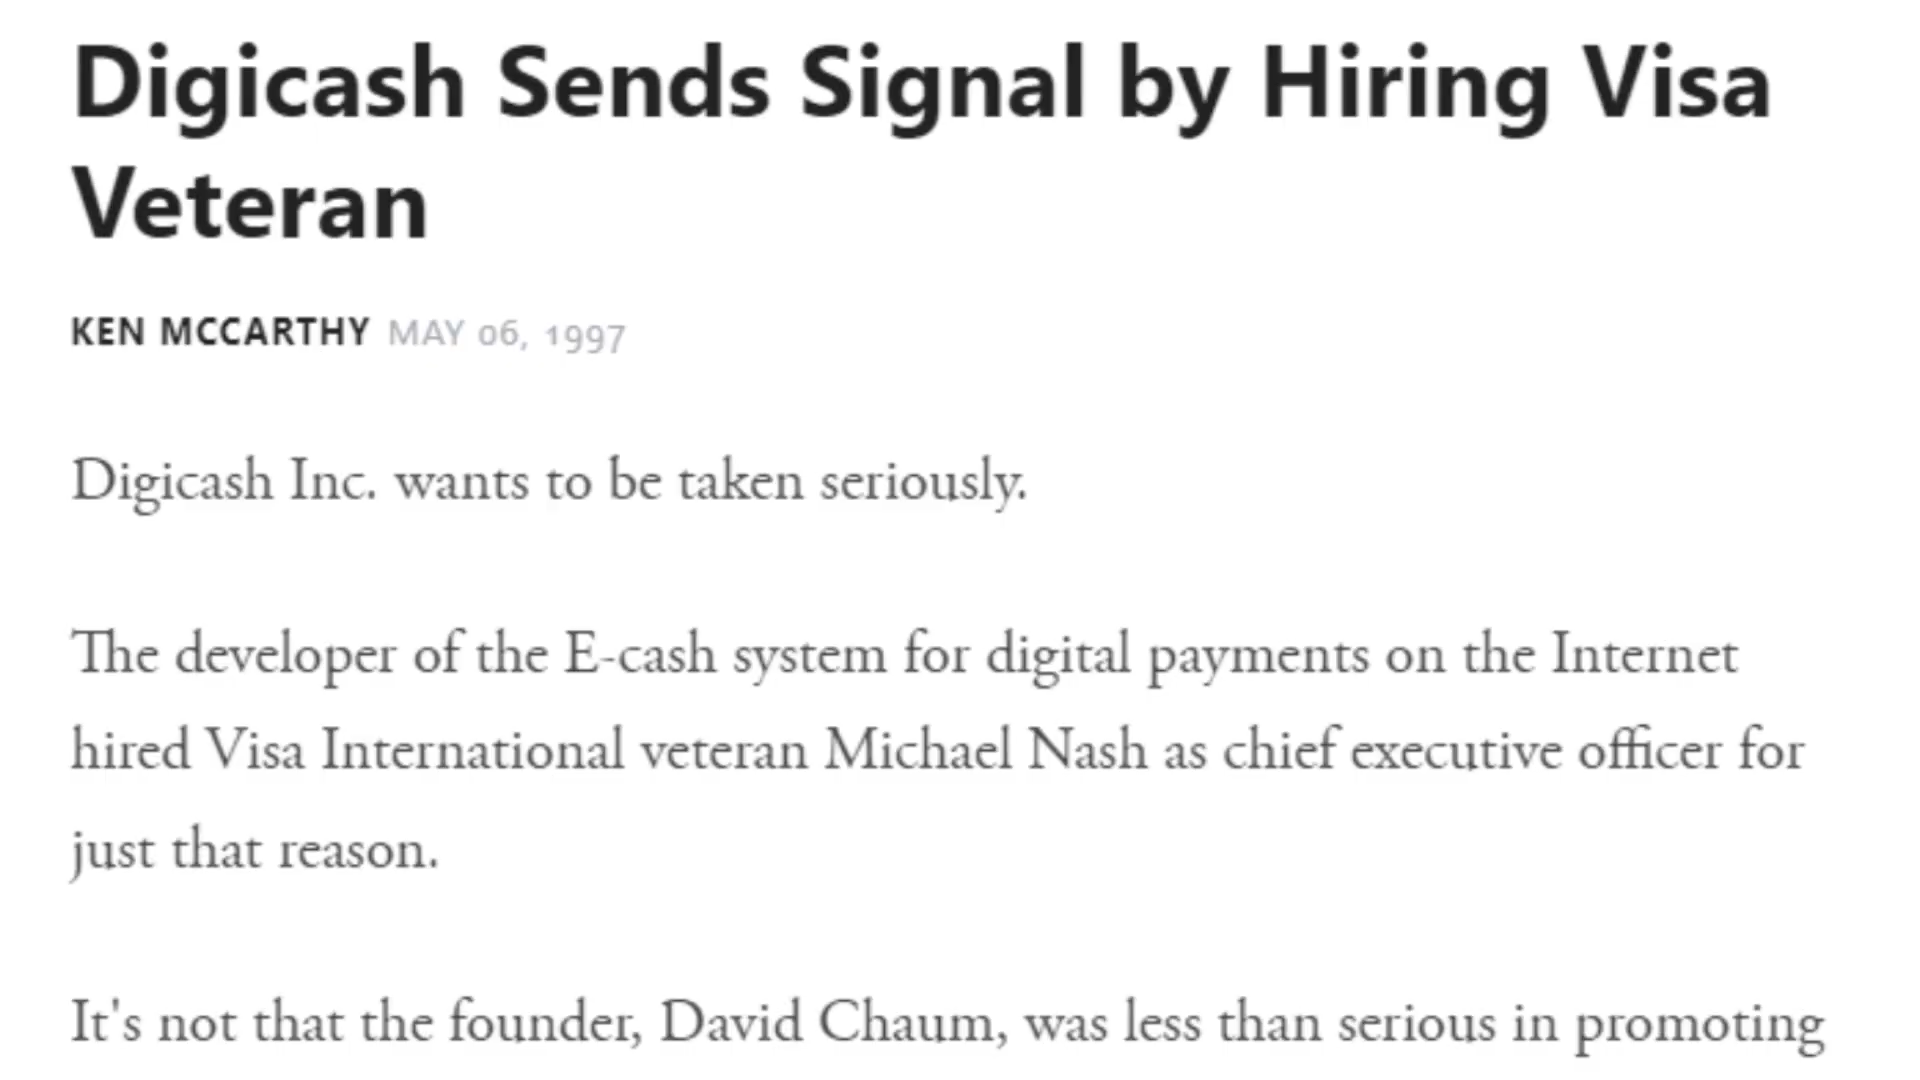 Digicash Sends Signal by Hiring Visa
Veteran
KEN MCCARTHY MAY 06, 1997
Digicash Inc. wants to be taken seriously.
The developer of the E-cash system for digital payments on the Internet
hired Visa International veteran Michael Nash as chief executive officer for
just that reason.
It's not that the founder, David Chaum, was less than serious in promoting